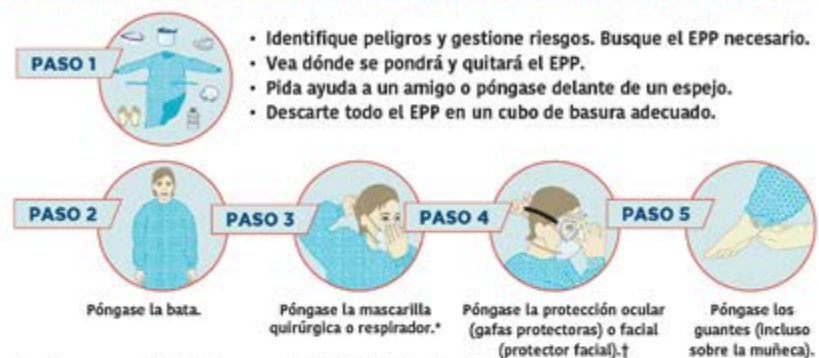 PASO 1
• Identifique peligros y gestione riesgos. Busque el EPP necesario.
• Vea dónde se pondrá y quitará el EPP.
• Pida ayuda a un amigo o póngase delante de un espejo.
• Descarte todo el EPP en un cubo de basura adecuado.
PASO 2
Póngase la bata.
PASO 3
Póngase la mascarilla
quirúrgica o respirador.*
PASO 4
Póngase la protección ocular
(gafas protectoras) o facial
(protector facial).†
PASO 5
Póngase los
guantes (incluso
sobre la muñeca).